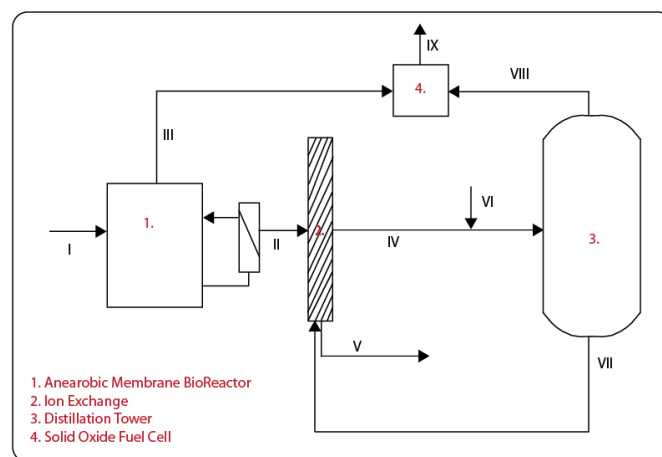 IX
VIII
4.
III
VI
1.
2.
I
II
IV
3.
V
VII
1. Anearobic Membrane BioReactor
2. Ion Exchange
3. Distillation Tower
4. Solid Oxide Fuel Cell